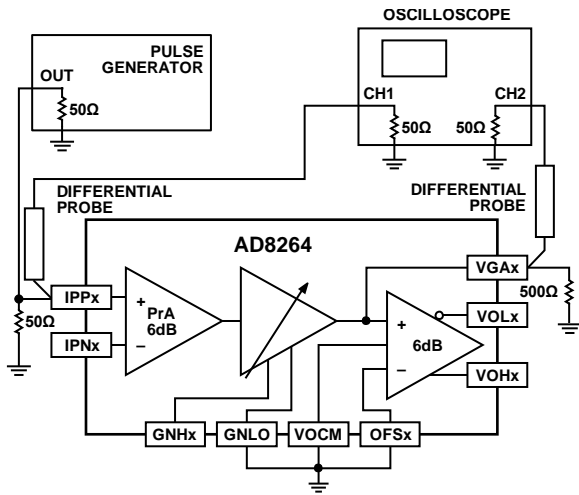 OSCILLOSCOPE
PULSE
GENERATOR
OUT
50Ω
CH1
CH2
50Ω
50Ω
DIFFERENTIAL
PROBE
DIFFERENTIAL
PROBE
AD8264
IPPx
+
PrA
6dB
–
50Ω
IPNx
VGAx
500Ω
+
6dB
–
VOLx
VOHx
GNHx
GNLO
VOCM
OFSx